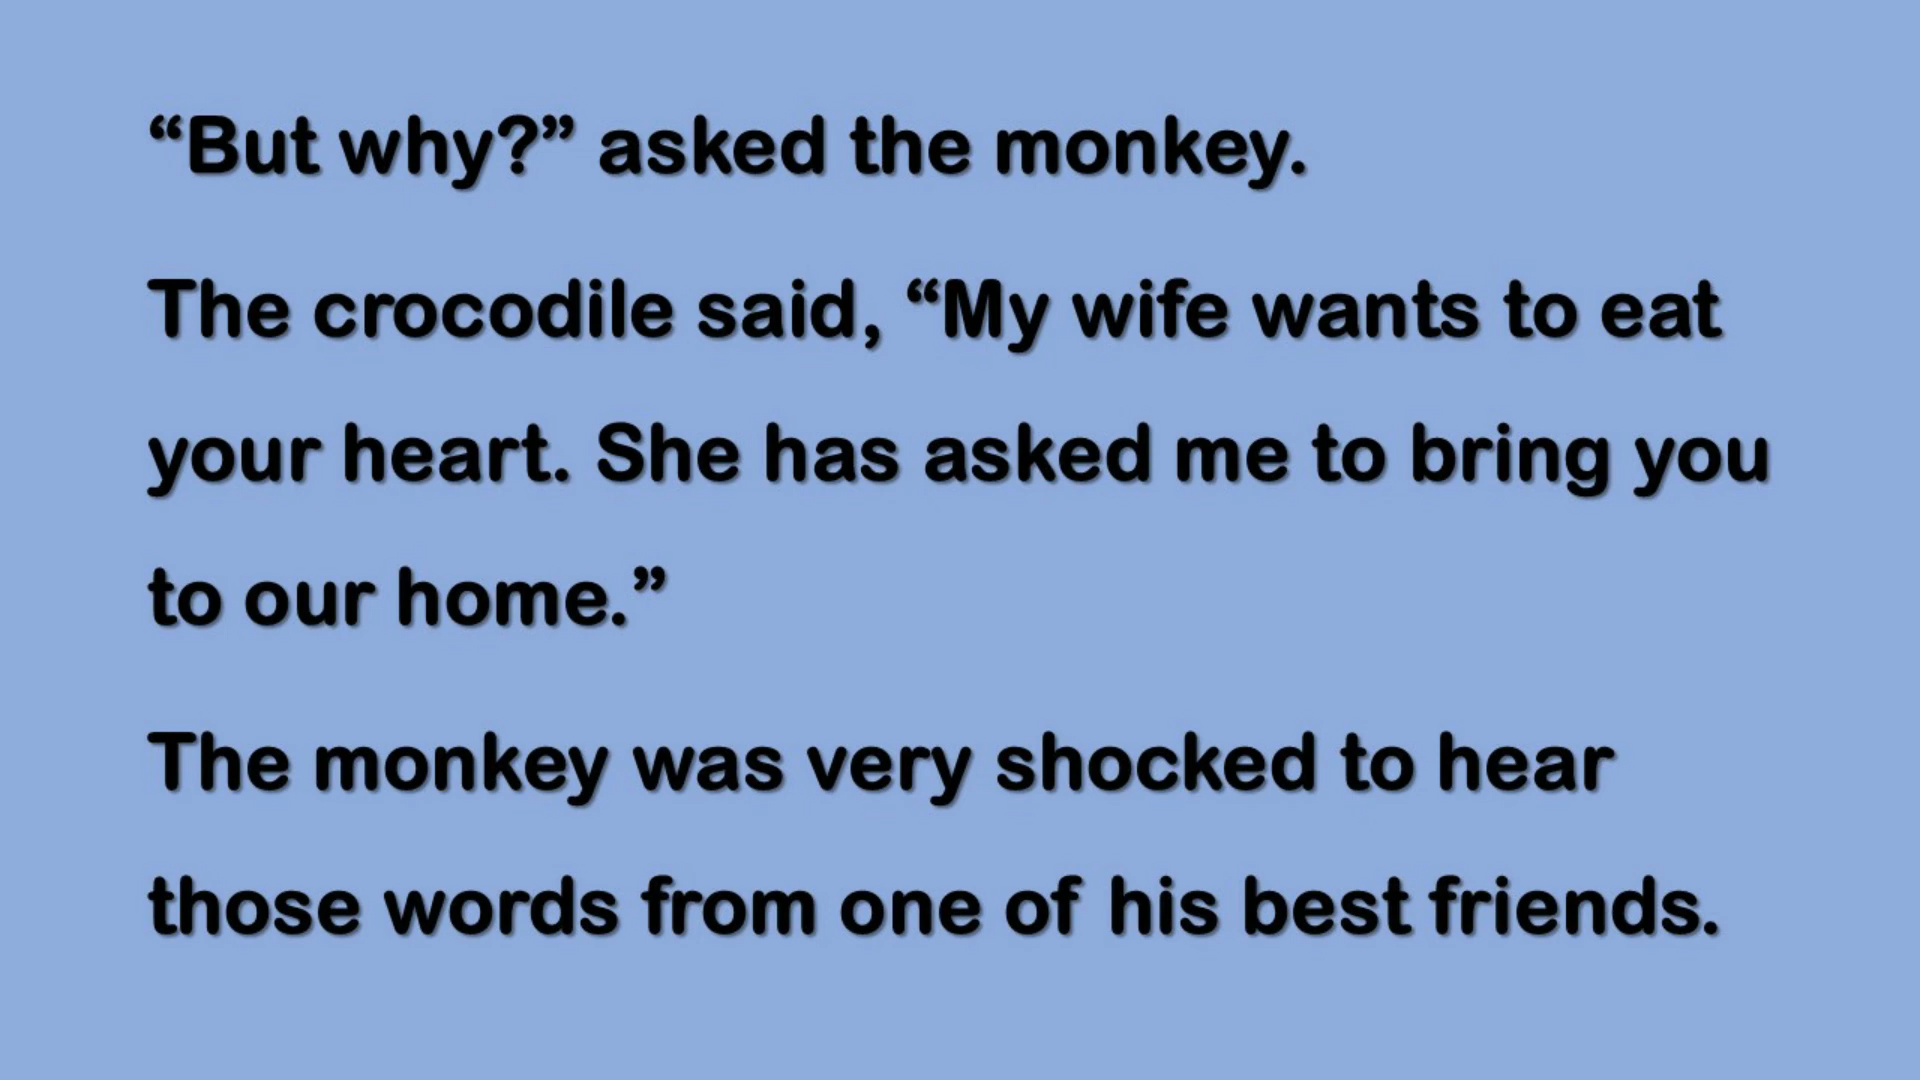 “But why?” asked the monkey.
The crocodile said, “My wife wants to eat
your heart. She has asked me to bring you
to our home.”
The monkey was very shocked to hear
those words from one of his best friends.